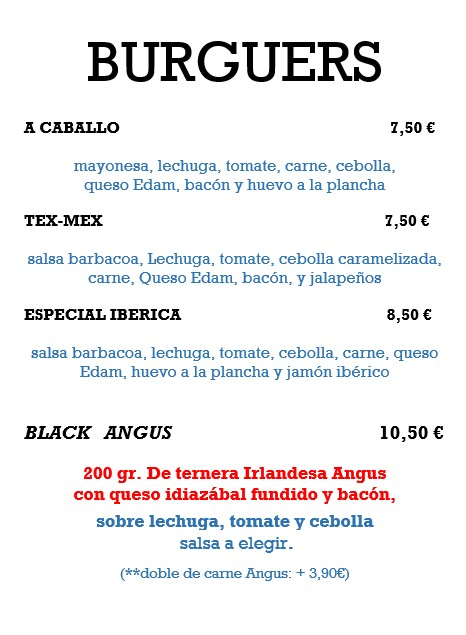 BURGUERS
A CABALLO 7,50 €
mayonesa, lechuga, tomate, carne, cebolla,
queso Edam, bacón y huevo a la plancha
TEX-MEX 7,50 €
salsa barbacoa, Lechuga, tomate, cebolla caramelizada,
carne, Queso Edam, bacón, y jalapeños
ESPECIAL IBERICA 8,50 €
salsa barbacoa, lechuga, tomate, cebolla, carne, queso
Edam, huevo a la plancha y jamón ibérico
BLACK ANGUS 10,50 €
200 gr. De ternera Irlandesa Angus
con queso idiazábal fundido y bacón,
sobre lechuga, tomate y cebolla
salsa a elegir.
(**doble de carne Angus: + 3,90€)